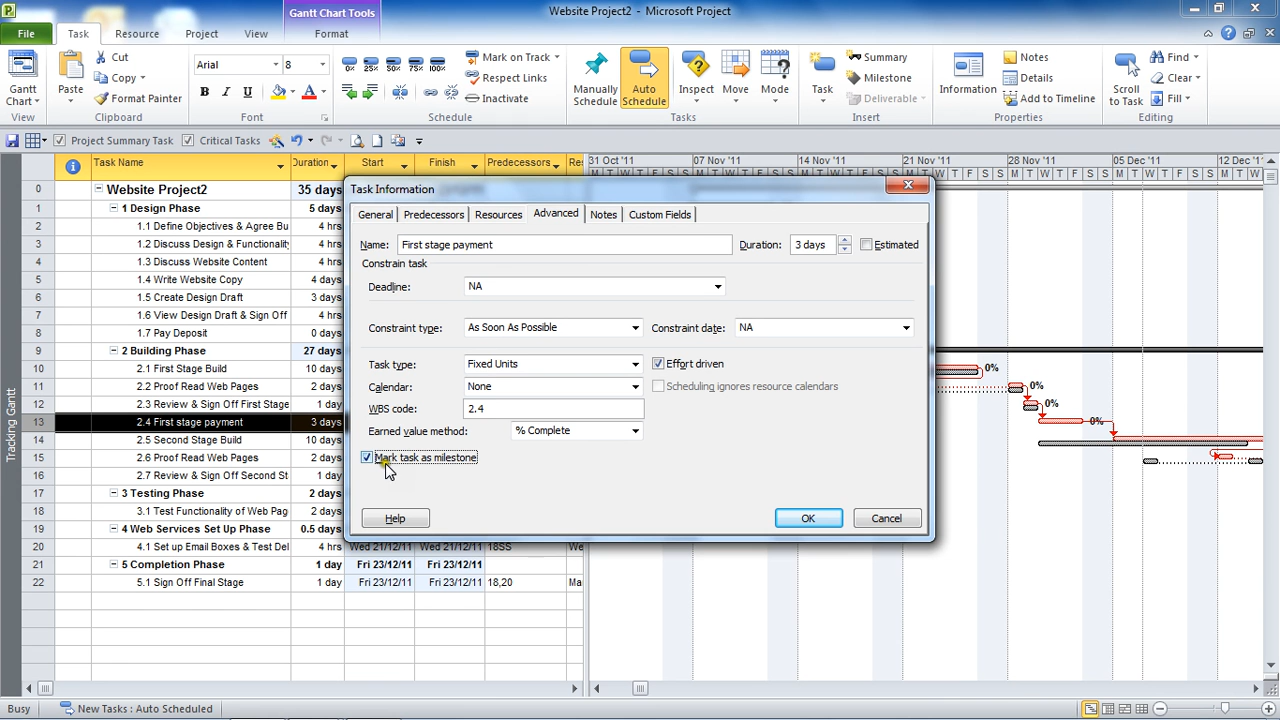 Gantt Chart Tools
Website Project2 - Microsoft Project
File Task Resource Project View Format
Gantt Chart
View
Paste
Cut
Copy
Format Painter
Clipboard
Arial 8
B I U A
Font
0% 25% 50% 75% 100%
Mark on Track
Respect Links
Inactivate
Schedule
Manually Schedule
Auto Schedule
Inspect
Move
Mode
Tasks
Task
Summary
Milestone
Deliverable
Insert
Information
Notes
Details
Add to Timeline
Properties
Scroll to Task
Find
Clear
Fill
Editing
Project Summary Task Critical Tasks
Task Name Duration Start Finish Predecessors Res
31 Oct '11 07 Nov '11 14 Nov '11 21 Nov '11 28 Nov '11 05 Dec '11 12 Dec '11
M T W T F S S M T W T F S S M T W T F S S M T W T F S S M T W T F S S M T W T F S S M T W
0 Website Project2 35 days
1 1 Design Phase 5 days
2 1.1 Define Objectives & Agree Bu 4 hrs
3 1.2 Discuss Design & Functionality 4 hrs
4 1.3 Discuss Website Content 4 hrs
5 1.4 Write Website Copy 4 days
6 1.5 Create Design Draft 3 days
7 1.6 View Design Draft & Sign Off 1 day
8 1.7 Pay Deposit 0 days
9 2 Building Phase 27 days
10 2.1 First Stage Build 10 days
11 2.2 Proof Read Web Pages 2 days
12 2.3 Review & Sign Off First Stage 1 day
13 2.4 First stage payment 3 days
14 2.5 Second Stage Build 10 days
15 2.6 Proof Read Web Pages 2 days
16 2.7 Review & Sign Off Second St 1 day
17 3 Testing Phase 2 days
18 3.1 Test Functionality of Web Pag 2 days
19 4 Web Services Set Up Phase 0.5 days
20 4.1 Set up Email Boxes & Test Del 4 hrs Wed 21/12/11 Wed 21/12/11 18SS We
21 5 Completion Phase 1 day Fri 23/12/11 Fri 23/12/11
22 5.1 Sign Off Final Stage 1 day Fri 23/12/11 Fri 23/12/11 18,20 Mar
0%
0%
0%
0%
Tracking Gantt
Task Information
General Predecessors Resources Advanced Notes Custom Fields
Name: First stage payment Duration: 3 days Estimated
Constrain task
Deadline: NA
Constraint type: As Soon As Possible Constraint date: NA
Task type: Fixed Units Effort driven
Calendar: None Scheduling ignores resource calendars
WBS code: 2.4
Earned value method: % Complete
Mark task as milestone
Help OK Cancel
Busy New Tasks : Auto Scheduled